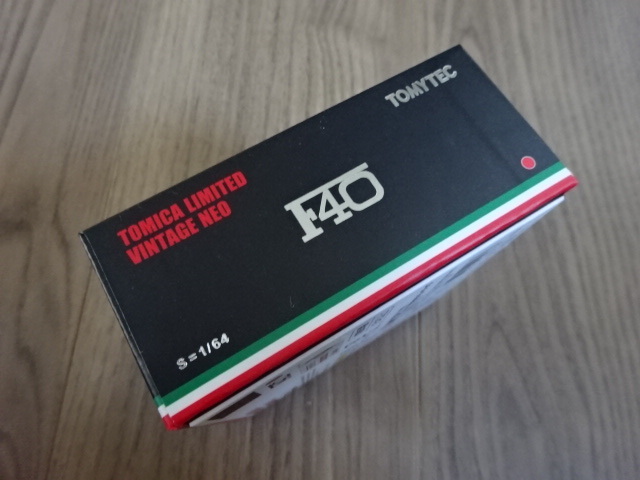 TOMYTEC
TOMICA LIMITED
VINTAGE NEO
F40
S=1/64